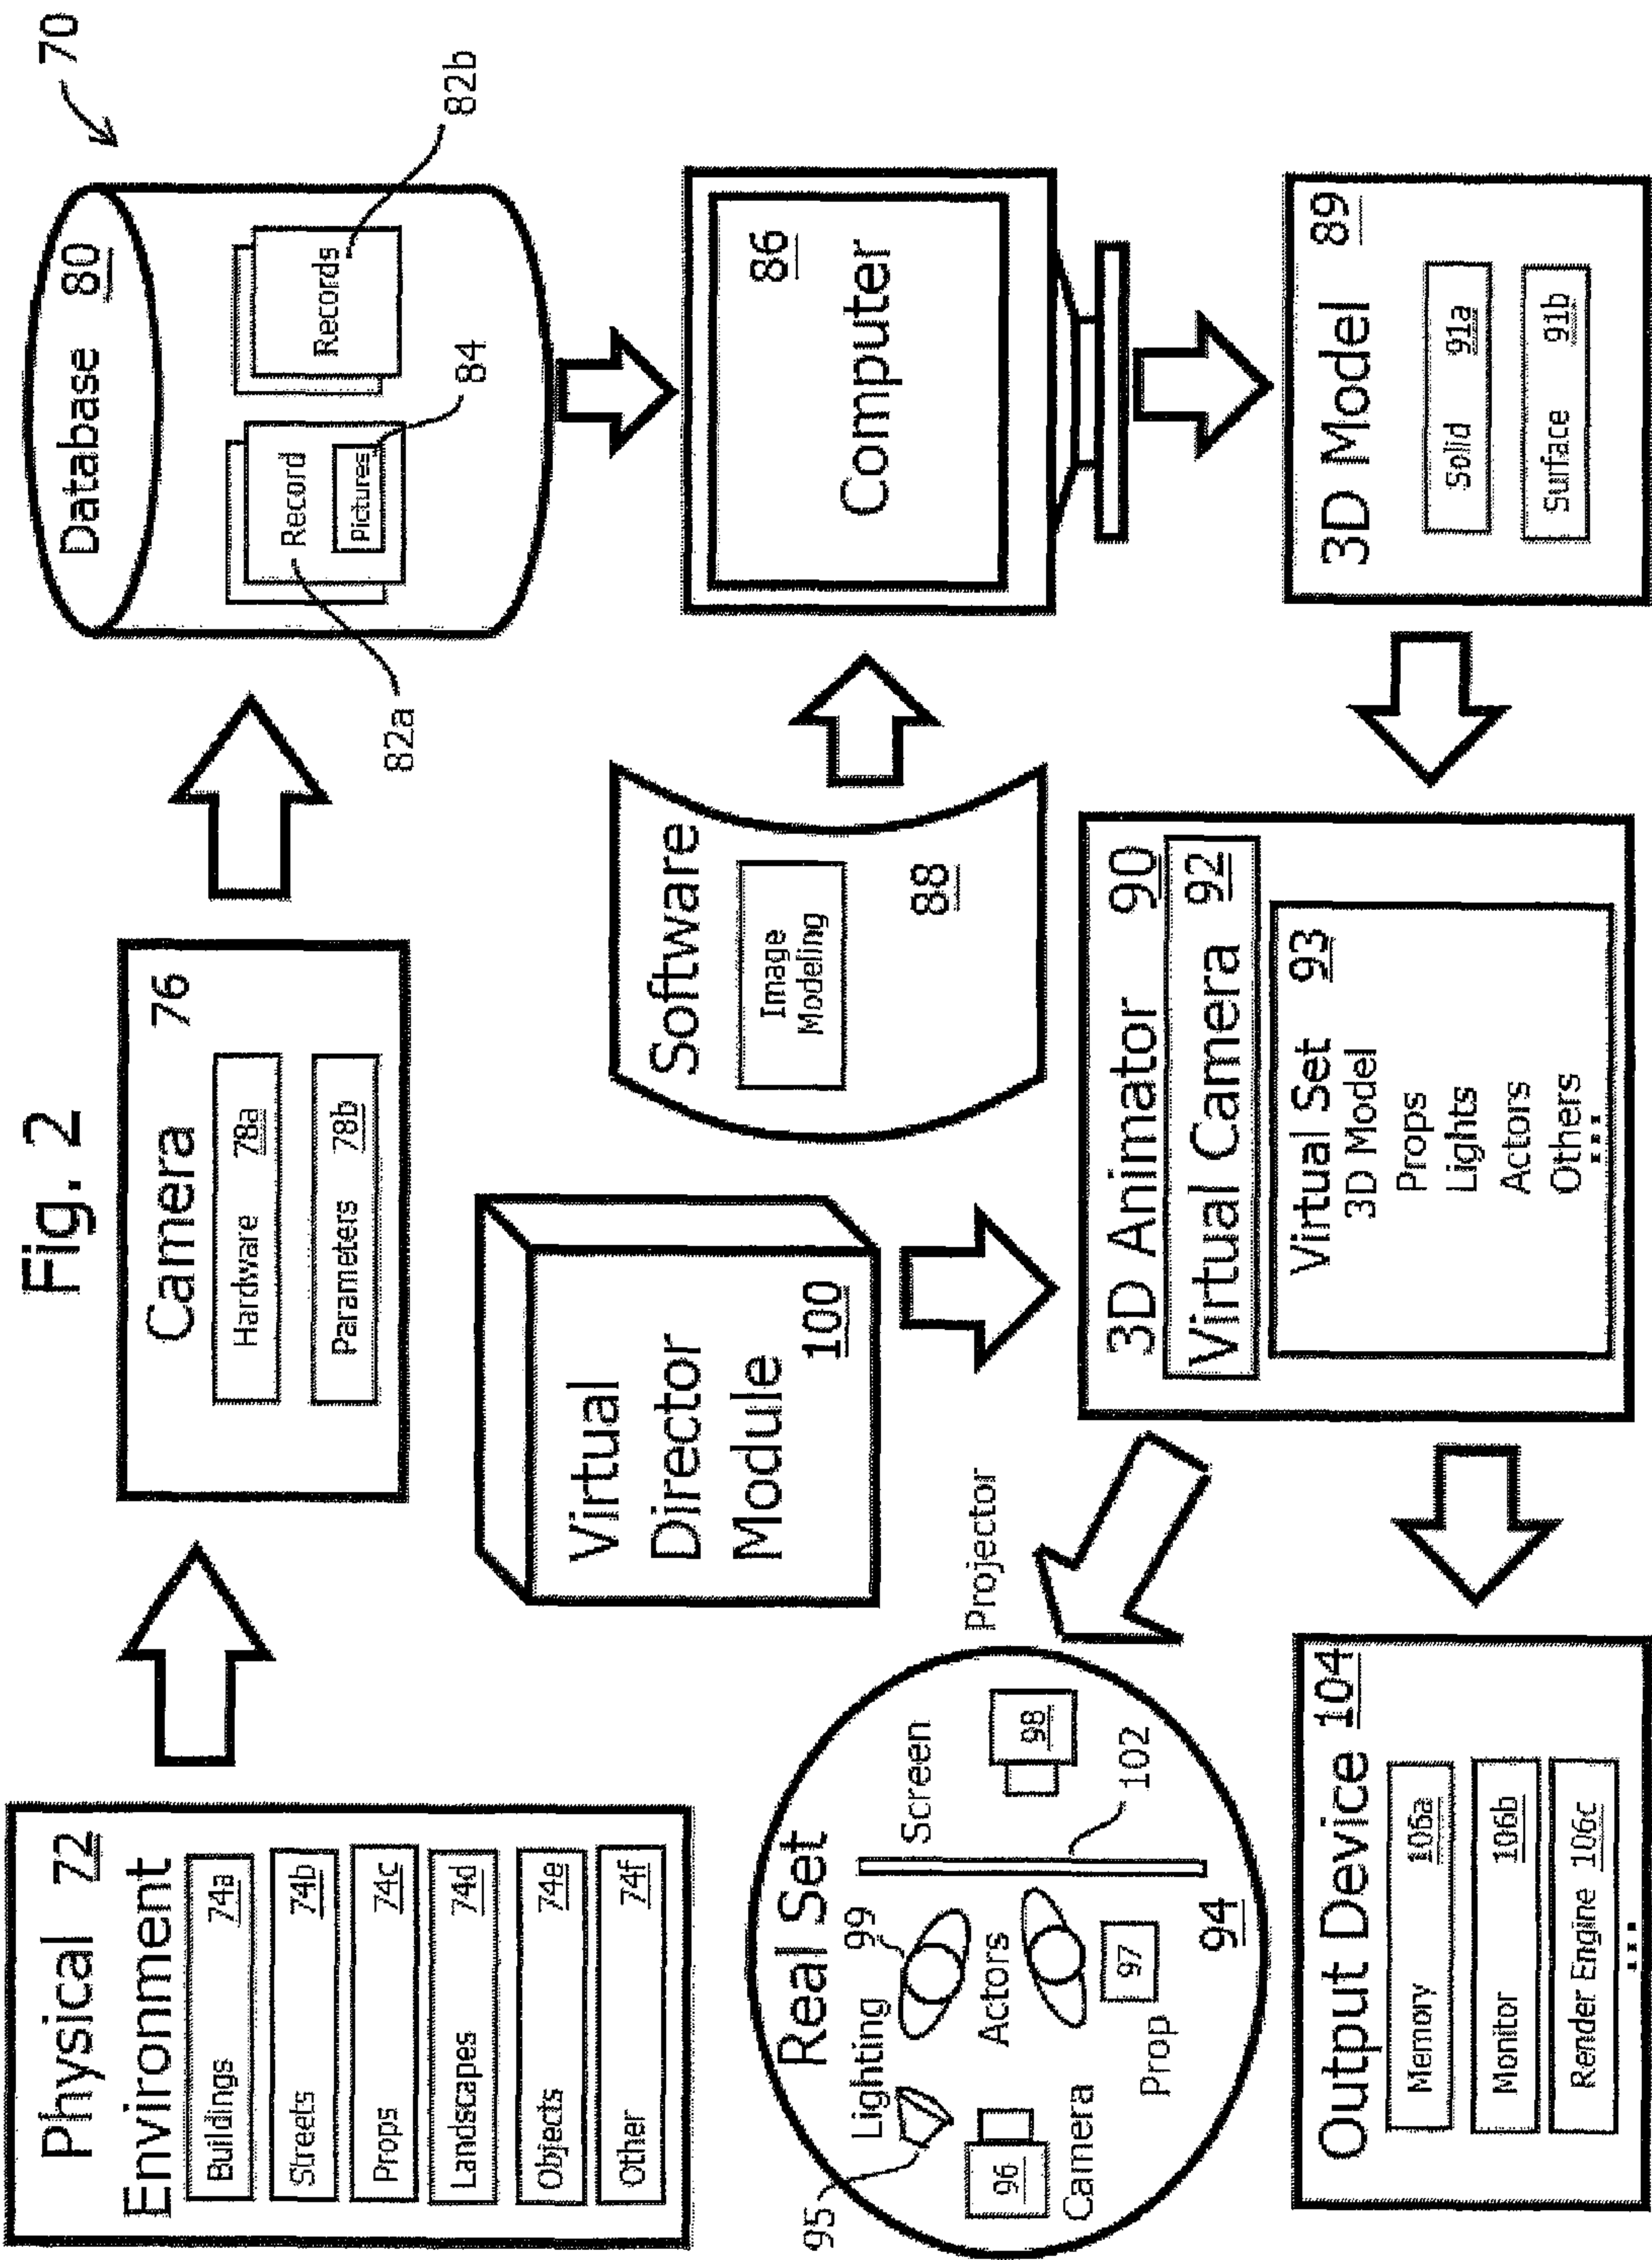 Fig. 2
70
Physical 72
Environment
Buildings 74a
Streets 74b
Props 74c
Landscapes 74d
Objects 74e
Other 74f
Camera 76
Hardware 78a
Parameters 78b
Database 80
Record
Pictures
Records
82a
84
82b
Virtual
Director
Module
100
Software
Image
Modeling
88
86
Computer
Real Set
Lighting
99
Screen
95
96
Camera
Actors
Prop
97
98
102
94
Projector
3D Animator 90
Virtual Camera 92
Virtual Set 93
3D Model
Props
Lights
Actors
Others
...
3D Model 89
Solid 91a
Surface 91b
Output Device 104
Memory 106a
Monitor 106b
Render Engine 106c
...